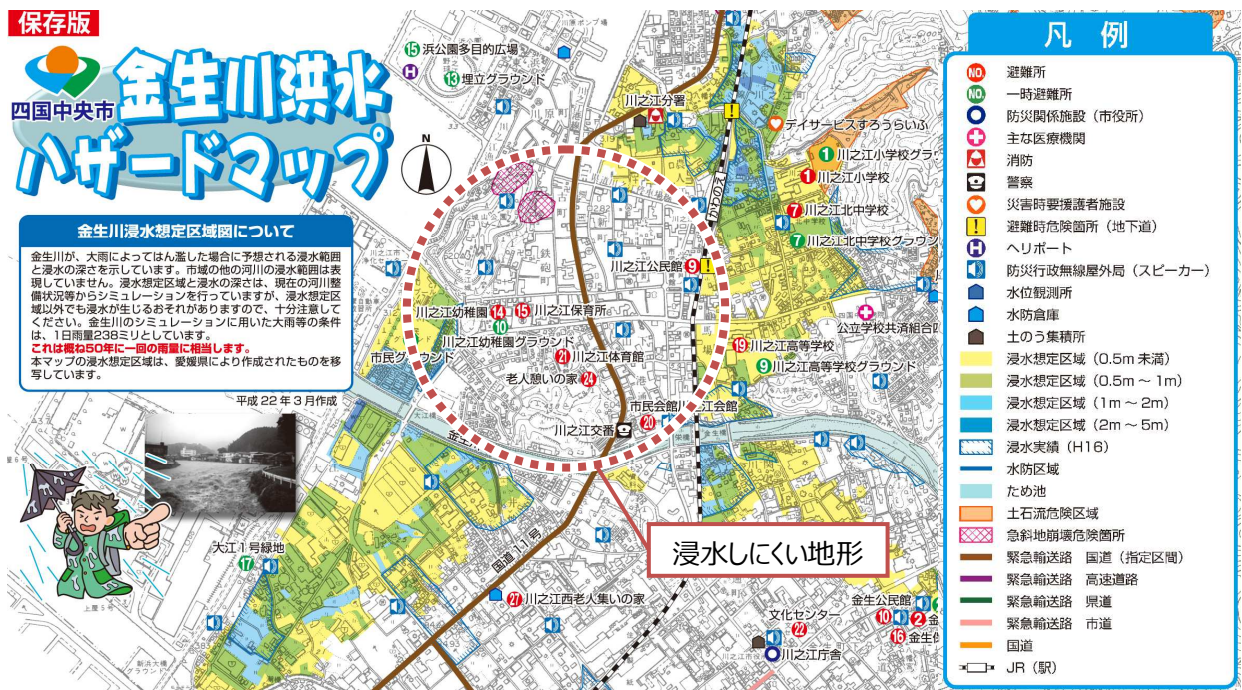 保存版
四国中央市
金生川洪水
ハザードマップ
金生川浸水想定区域図について
金生川が、大雨によってはん濫した場合に予想される浸水範囲
と浸水の深さを示しています。市域の他の河川の浸水範囲は表
現していません。浸水想定区域と浸水の深さは、現在の河川整
備状況等からシミュレーションを行っていますが、浸水想定区
域以外でも浸水が生じるおそれがありますので、十分注意して
ください。金生川のシミュレーションに用いた大雨等の条件
は、1日雨量238ミリとしています。
これは概ね50年に一回の雨量に相当します。
本マップの浸水想定区域は、愛媛県により作成されたものを移
写しています。
平成22年3月作成
N
15 浜公園多目的広場
H
13 埋立グラウンド
川之江分署
デイサービスすろうらいふ
1 川之江小学校グラ
1 川之江小学校
7 川之江北中学校
7 川之江北中学校グラウン
かわのえ
川之江公民館 9
川之江幼稚園 14
15 川之江保育所
10
川之江幼稚園グラウンド
市民グラウンド
21 川之江体育館
老人憩いの家 24
公立学校共済組合四
19 川之江高等学校
9 川之江高等学校グラウンド
市民会館川之江会館
20
川之江交番
大江1号緑地
17
国道11号
浸水しにくい地形
27 川之江西老人集いの家
文化センター
22
川之江庁舎
金生公民館
10
2
16
凡 例
NO. 避難所
NO. 一時避難所
防災関係施設（市役所）
主な医療機関
消防
警察
災害時要援護者施設
避難時危険箇所（地下道）
H ヘリポート
防災行政無線屋外局（スピーカー）
水位観測所
水防倉庫
土のう集積所
浸水想定区域（0.5m 未満）
浸水想定区域（0.5m ～ 1m）
浸水想定区域（1m ～ 2m）
浸水想定区域（2m ～ 5m）
浸水実績（H16）
水防区域
ため池
土石流危険区域
急斜地崩壊危険箇所
緊急輸送路 国道（指定区間）
緊急輸送路 高速道路
緊急輸送路 県道
緊急輸送路 市道
国道
JR（駅）